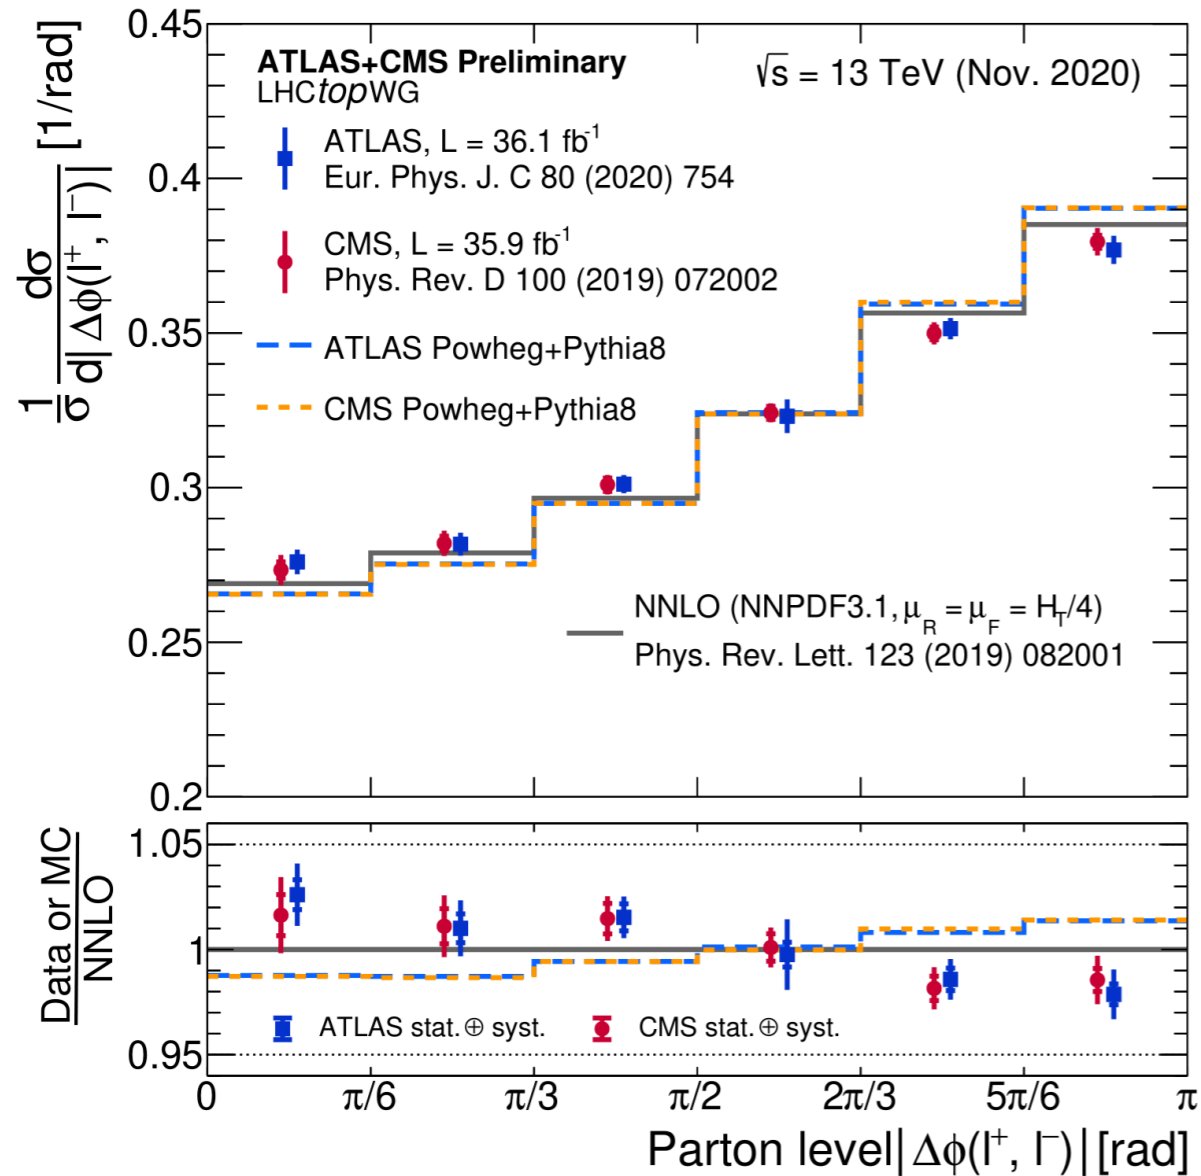 0.45
0.4
0.35
0.3
0.25
0.2
1/σ dσ/d|Δϕ(l⁺, l⁻)| [1/rad]
ATLAS+CMS Preliminary
LHCtopWG
√s = 13 TeV (Nov. 2020)
ATLAS, L = 36.1 fb⁻¹
Eur. Phys. J. C 80 (2020) 754
CMS, L = 35.9 fb⁻¹
Phys. Rev. D 100 (2019) 072002
ATLAS Powheg+Pythia8
CMS Powheg+Pythia8
NNLO (NNPDF3.1, μ_R = μ_F = H_T/4)
Phys. Rev. Lett. 123 (2019) 082001
Data or MC
NNLO
1.05
1
0.95
ATLAS stat. ⊕ syst.
CMS stat. ⊕ syst.
0 π/6 π/3 π/2 2π/3 5π/6 π
Parton level|Δϕ(l⁺, l⁻)| [rad]